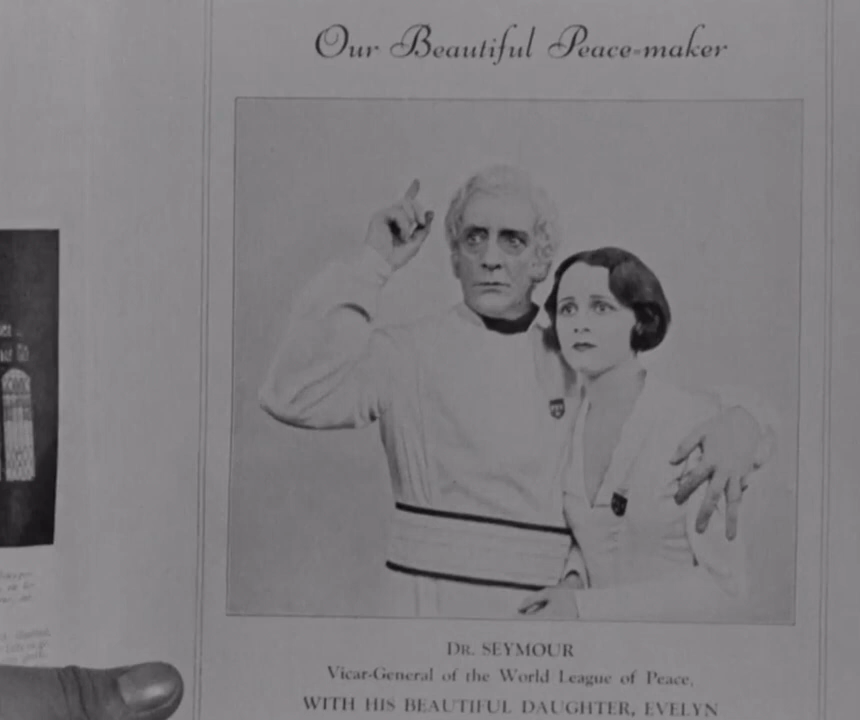 Our Beautiful Peace-maker
DR. SEYMOUR
Vicar-General of the World League of Peace,
WITH HIS BEAUTIFUL DAUGHTER, EVELYN